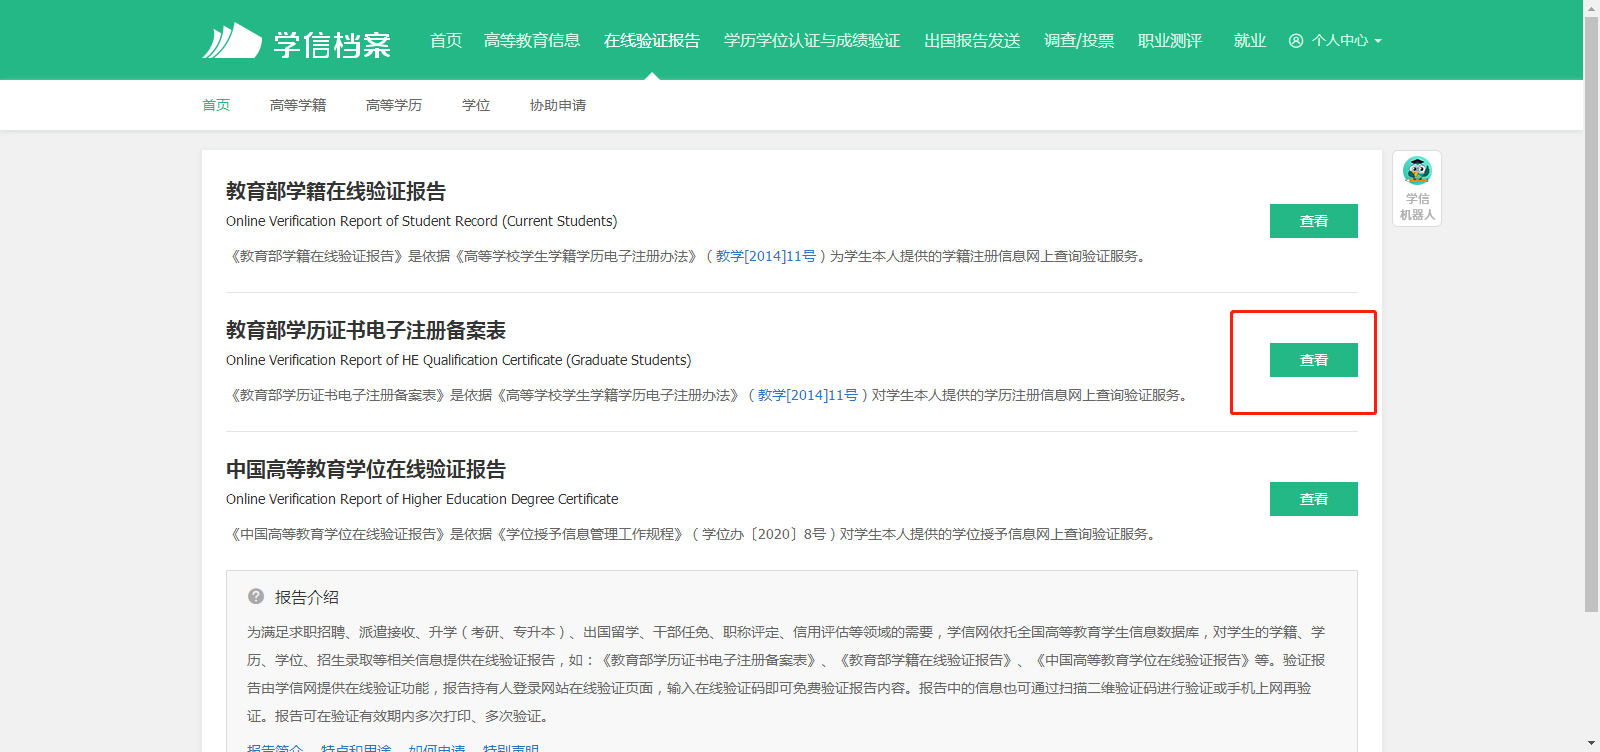 学信档案
首页 高等教育信息 在线验证报告 学历学位认证与成绩验证 出国报告发送 调查/投票 职业测评 就业 个人中心
首页 高等学籍 高等学历 学位 协助申请
学信
机器人
教育部学籍在线验证报告
Online Verification Report of Student Record (Current Students)
查看
《教育部学籍在线验证报告》是依据《高等学校学生学籍学历电子注册办法》（教学[2014]11号）为学生本人提供的学籍注册信息网上查询验证服务。
教育部学历证书电子注册备案表
Online Verification Report of HE Qualification Certificate (Graduate Students)
查看
《教育部学历证书电子注册备案表》是依据《高等学校学生学籍学历电子注册办法》（教学[2014]11号）对学生本人提供的学历注册信息网上查询验证服务。
中国高等教育学位在线验证报告
Online Verification Report of Higher Education Degree Certificate
查看
《中国高等教育学位在线验证报告》是依据《学位授予信息管理工作规程》（学位办〔2020〕8号）对学生本人提供的学位授予信息网上查询验证服务。
? 报告介绍
为满足求职招聘、派遣接收、升学（考研、专升本）、出国留学、干部任免、职称评定、信用评估等领域的需要，学信网依托全国高等教育学生信息数据库，对学生的学籍、学
历、学位、招生录取等相关信息提供在线验证报告，如：《教育部学历证书电子注册备案表》、《教育部学籍在线验证报告》、《中国高等教育学位在线验证报告》等。验证报
告由学信网提供在线验证功能，报告持有人登录网站在线验证页面，输入在线验证码即可免费验证报告内容。报告中的信息也可通过扫描二维验证码进行验证或手机上网再验
证。报告可在验证有效期内多次打印、多次验证。
报告简介 特点和用途 如何申请 特别声明